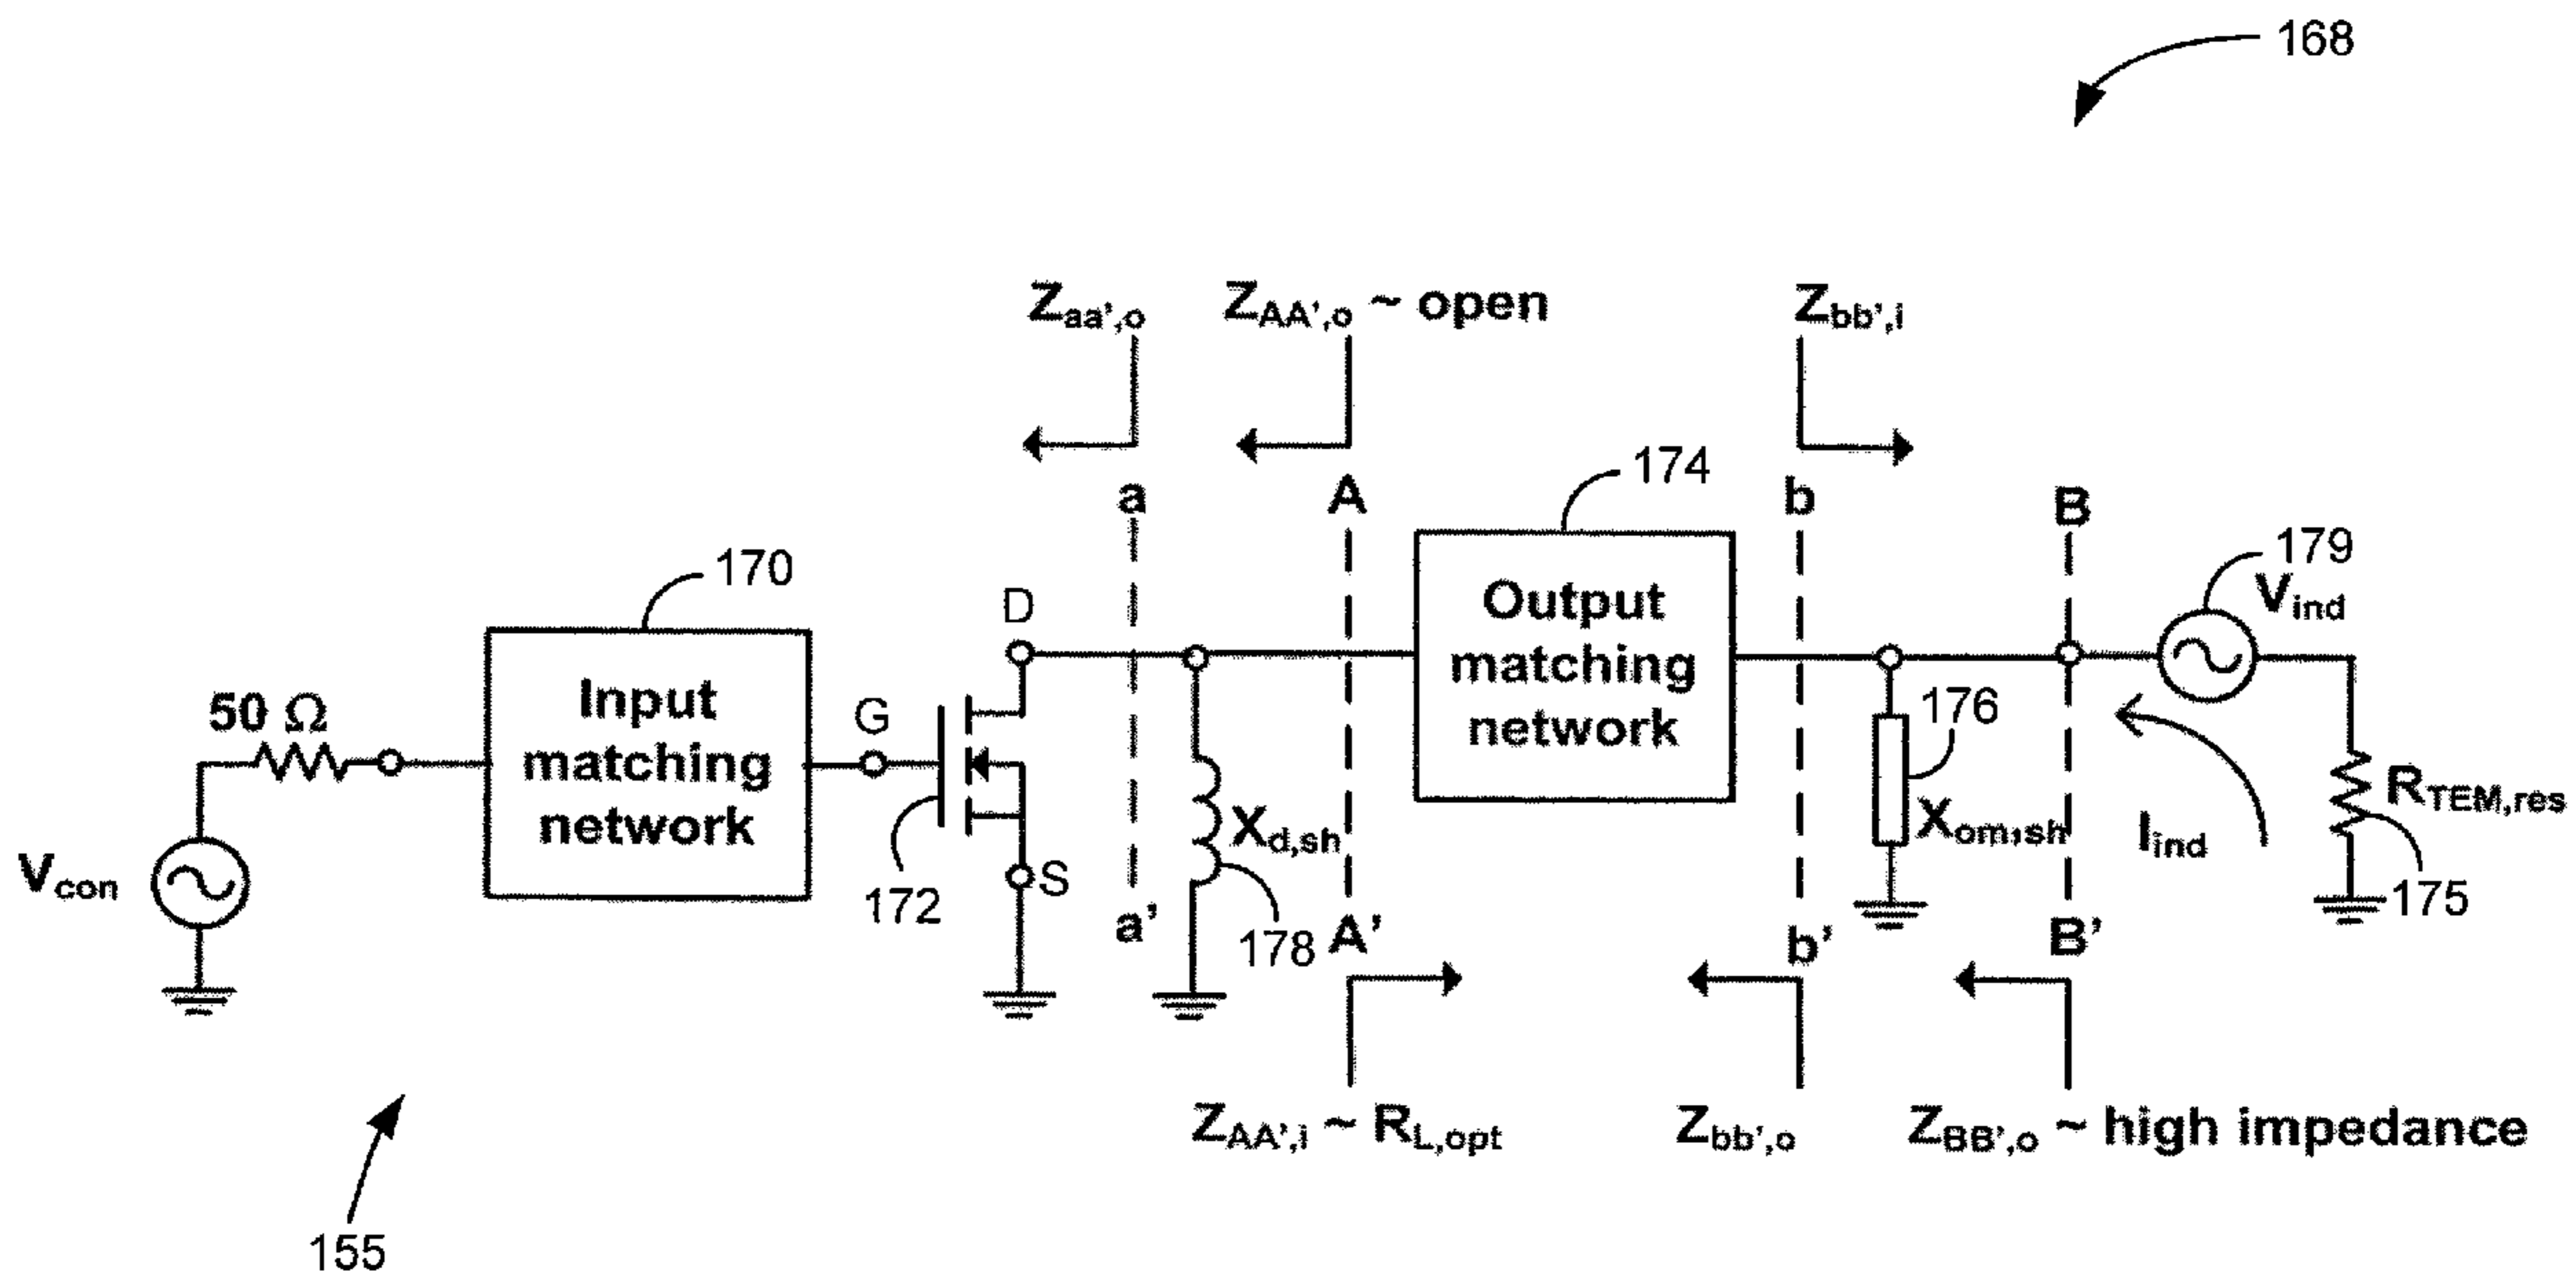 168
Zaa',o
ZAA',o ~ open
Zbb',i
174
a
A
b
B
179
Vind
170
D
Output
matching
network
50 Ω
Input
matching
network
G
176
Xd,sh
Xom,sh
Iind
RTEM,res
Vcon
172
S
175
a'
178
A'
b'
B'
ZAA',i ~ RL,opt
Zbb',o
ZBB',o ~ high impedance
155